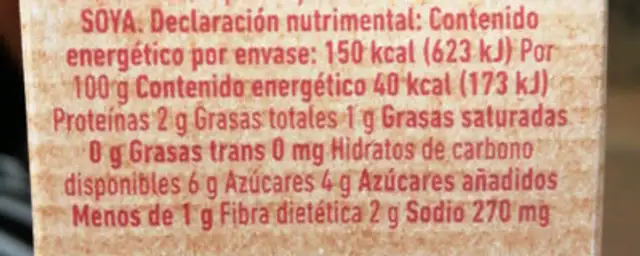 SOYA. Declaración nutrimental: Contenido
energético por envase: 150 kcal (623 kJ) Por
100 g Contenido energético 40 kcal (173 kJ)
Proteínas 2 g Grasas totales 1 g Grasas saturadas
0 g Grasas trans 0 mg Hidratos de carbono
disponibles 6 g Azúcares 4 g Azúcares añadidos
Menos de 1 g Fibra dietética 2 g Sodio 270 mg